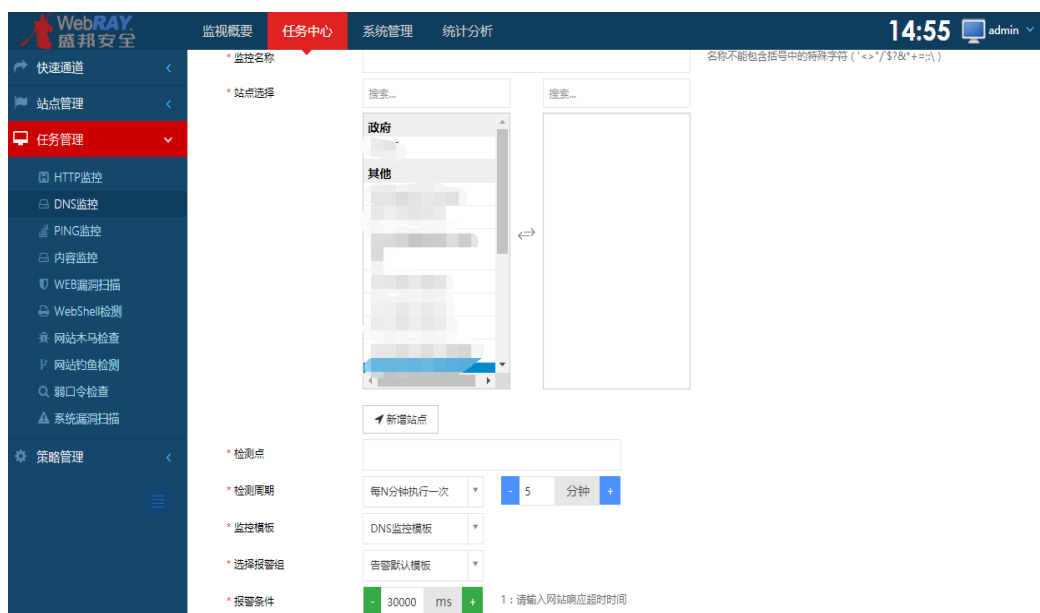 WebRAY.
盛邦安全
监视概要 任务中心 系统管理 统计分析
14:55 admin
快速通道
站点管理
任务管理
HTTP监控
DNS监控
PING监控
内容监控
WEB漏洞扫描
WebShell检测
网站木马检查
网站钓鱼检测
弱口令检查
系统漏洞扫描
策略管理
* 监控名称
名称不能包含括号中的特殊字符 ( '<>"/`$?&*+=;:\ )
* 站点选择
搜索... 搜索...
政府
其他
新增站点
* 检测点
* 检测周期 每N分钟执行一次 - 5 分钟 +
* 监控模板 DNS监控模板
* 选择报警组 告警默认模板
* 报警条件 - 30000 ms + 1：请输入网站响应超时时间